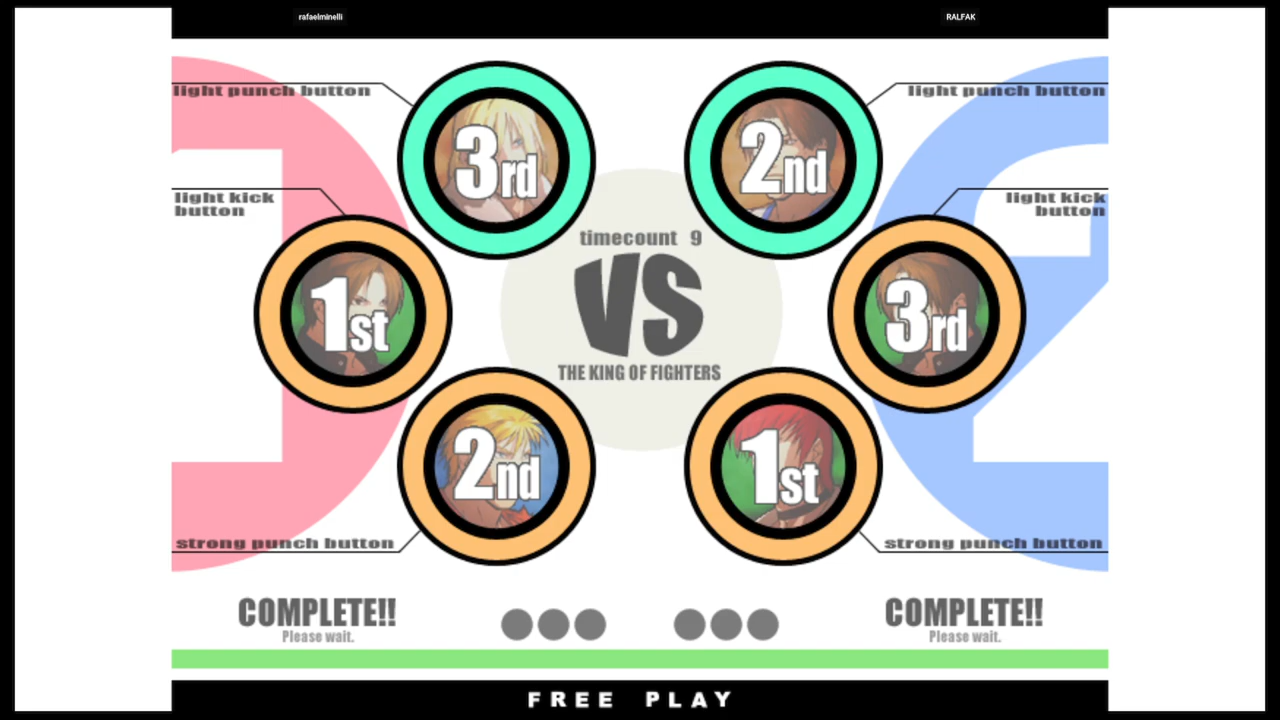 rafaelminelli
RALFAK
light punch button
light punch button
3rd
2nd
light kick
button
light kick
button
timecount 9
VS
THE KING OF FIGHTERS
1st
3rd
2nd
1st
strong punch button
strong punch button
COMPLETE!!
Please wait.
COMPLETE!!
Please wait.
FREE PLAY
1
2